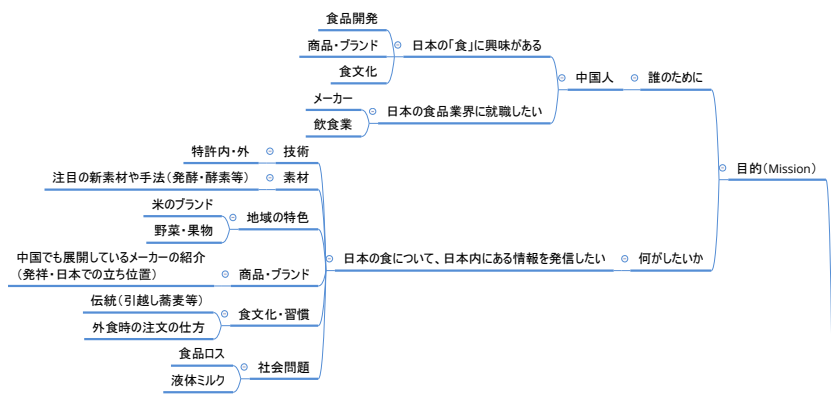 目的（Mission）
誰のために
中国人
日本の「食」に興味がある
食品開発
商品・ブランド
食文化
日本の食品業界に就職したい
メーカー
飲食業
何がしたいか
日本の食について、日本内にある情報を発信したい
技術
特許内・外
素材
注目の新素材や手法（発酵・酵素等）
地域の特色
米のブランド
野菜・果物
商品・ブランド
中国でも展開しているメーカーの紹介
（発祥・日本での立ち位置）
食文化・習慣
伝統（引越し蕎麦等）
外食時の注文の仕方
社会問題
食品ロス
液体ミルク